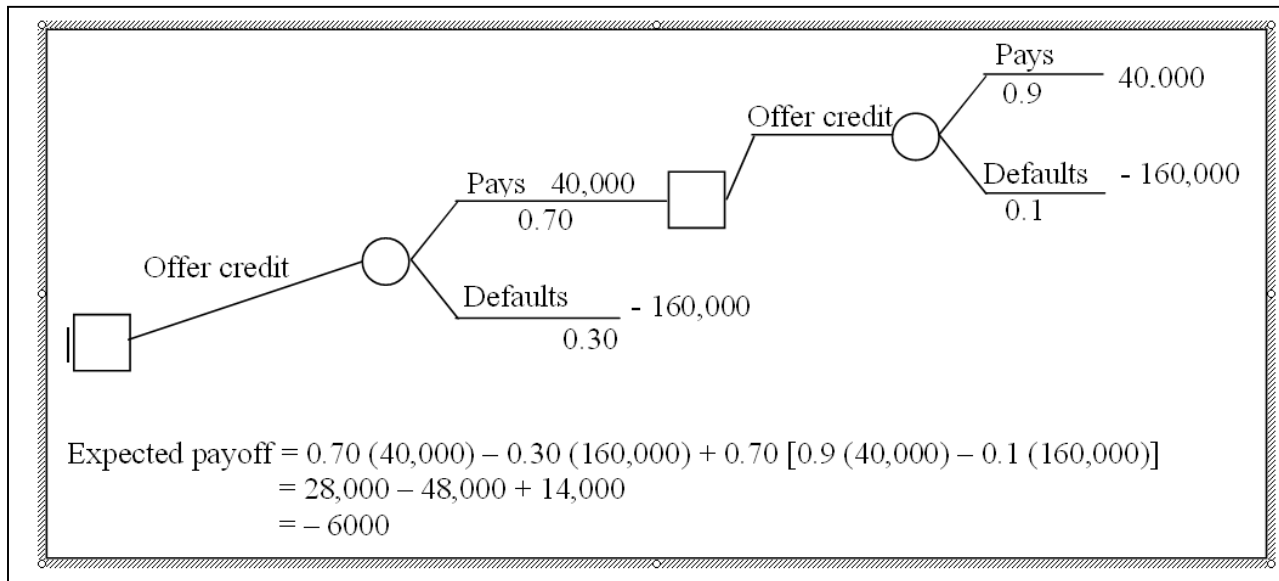 Pays
0.9
40.000
Offer credit
Defaults
- 160,000
0.1
Pays 40,000
0.70
Offer credit
Defaults
- 160,000
0.30
Expected payoff = 0.70 (40,000) – 0.30 (160,000) + 0.70 [0.9 (40,000) – 0.1 (160,000)]
= 28,000 – 48,000 + 14,000
= – 6000